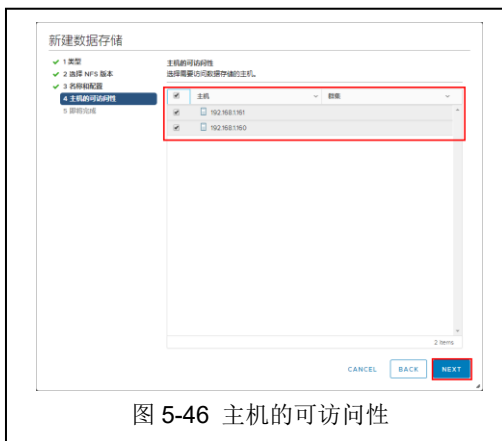 新建数据存储
✓ 1 类型
✓ 2 选择 NFS 版本
✓ 3 名称和配置
4 主机的可访问性
5 即将完成
主机的可访问性
选择需要访问数据存储的主机。
主机 群集
192.168.1.161
192.168.1.160
2 items
CANCEL BACK NEXT
图 5-46 主机的可访问性